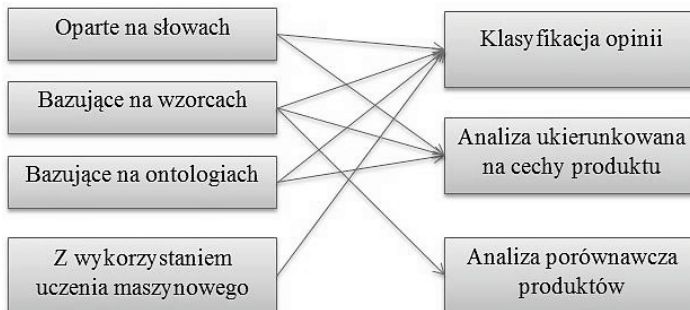 Oparte na słowach
Bazujące na wzorcach
Bazujące na ontologiach
Z wykorzystaniem
uczenia maszynowego
Klasyfikacja opinii
Analiza ukierunkowana
na cechy produktu
Analiza porównawcza
produktów